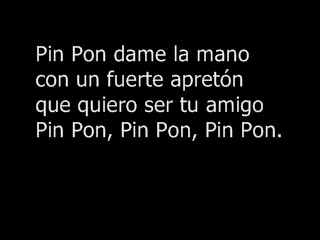 Pin Pon dame la mano
con un fuerte apretón
que quiero ser tu amigo
Pin Pon, Pin Pon, Pin Pon.